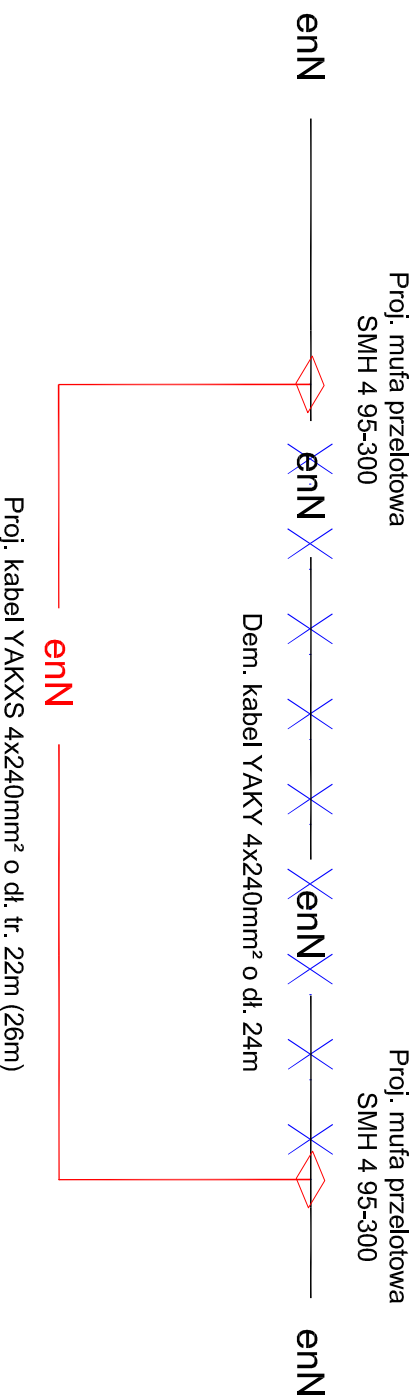 Proj. mufa przelotowa
SMH 4 95-300
Proj. mufa przelotowa
SMH 4 95-300
enN
enN
enN
enN
Dem. kabel YAKY 4x240mm² o dł. 24m
enN
Proj. kabel YAKXS 4x240mm² o dł. tr. 22m (26m)